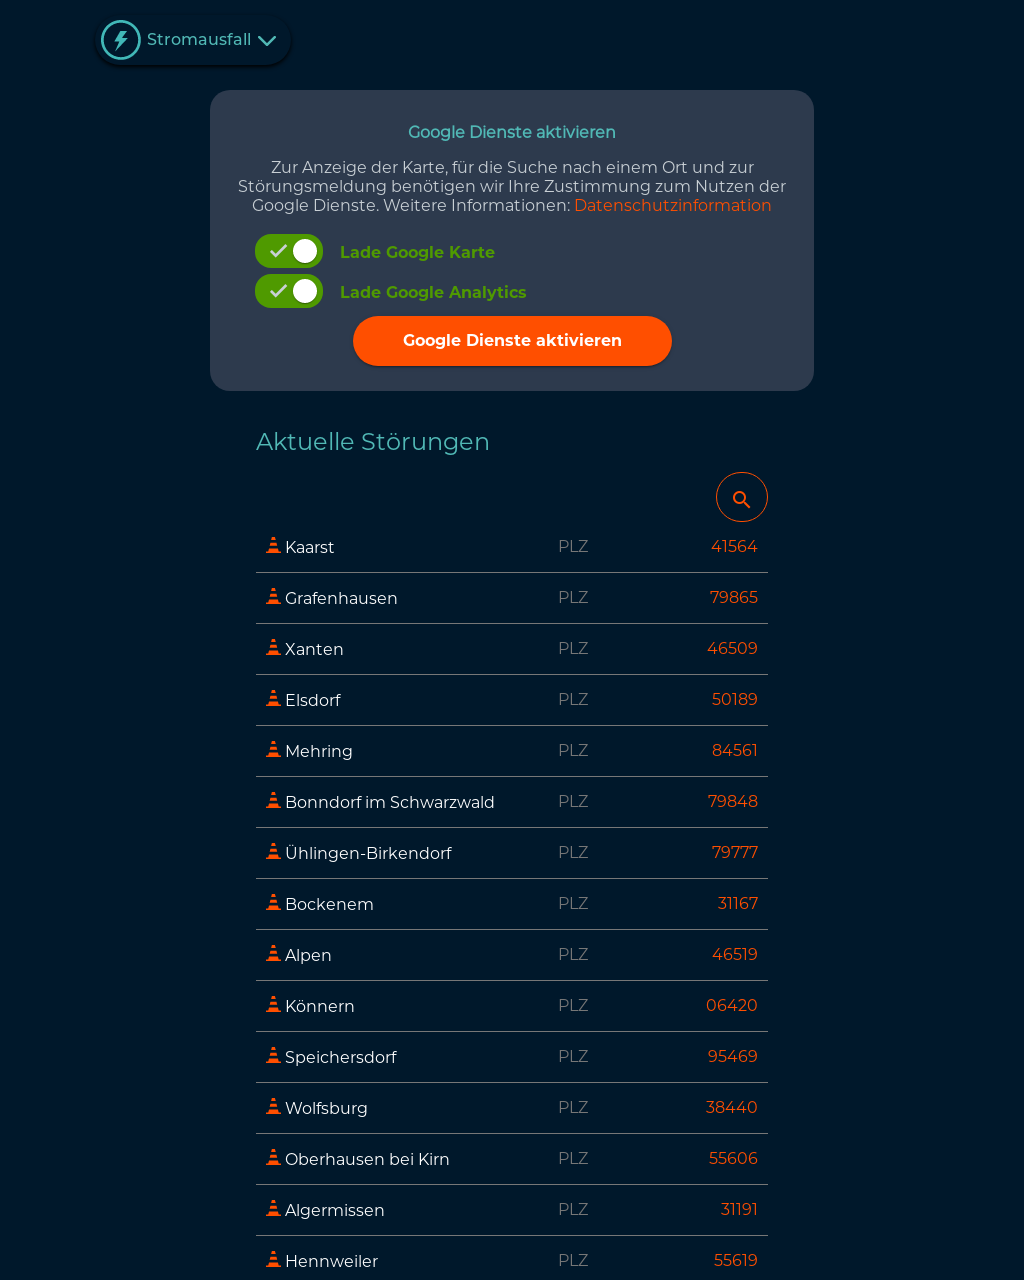 Stromausfall
Google Dienste aktivieren
Zur Anzeige der Karte, für die Suche nach einem Ort und zur
Störungsmeldung benötigen wir Ihre Zustimmung zum Nutzen der
Google Dienste. Weitere Informationen: Datenschutzinformation
Lade Google Karte
Lade Google Analytics
Google Dienste aktivieren
Aktuelle Störungen
Kaarst PLZ 41564
Grafenhausen PLZ 79865
Xanten PLZ 46509
Elsdorf PLZ 50189
Mehring PLZ 84561
Bonndorf im Schwarzwald PLZ 79848
Ühlingen-Birkendorf PLZ 79777
Bockenem PLZ 31167
Alpen PLZ 46519
Könnern PLZ 06420
Speichersdorf PLZ 95469
Wolfsburg PLZ 38440
Oberhausen bei Kirn PLZ 55606
Algermissen PLZ 31191
Hennweiler PLZ 55619